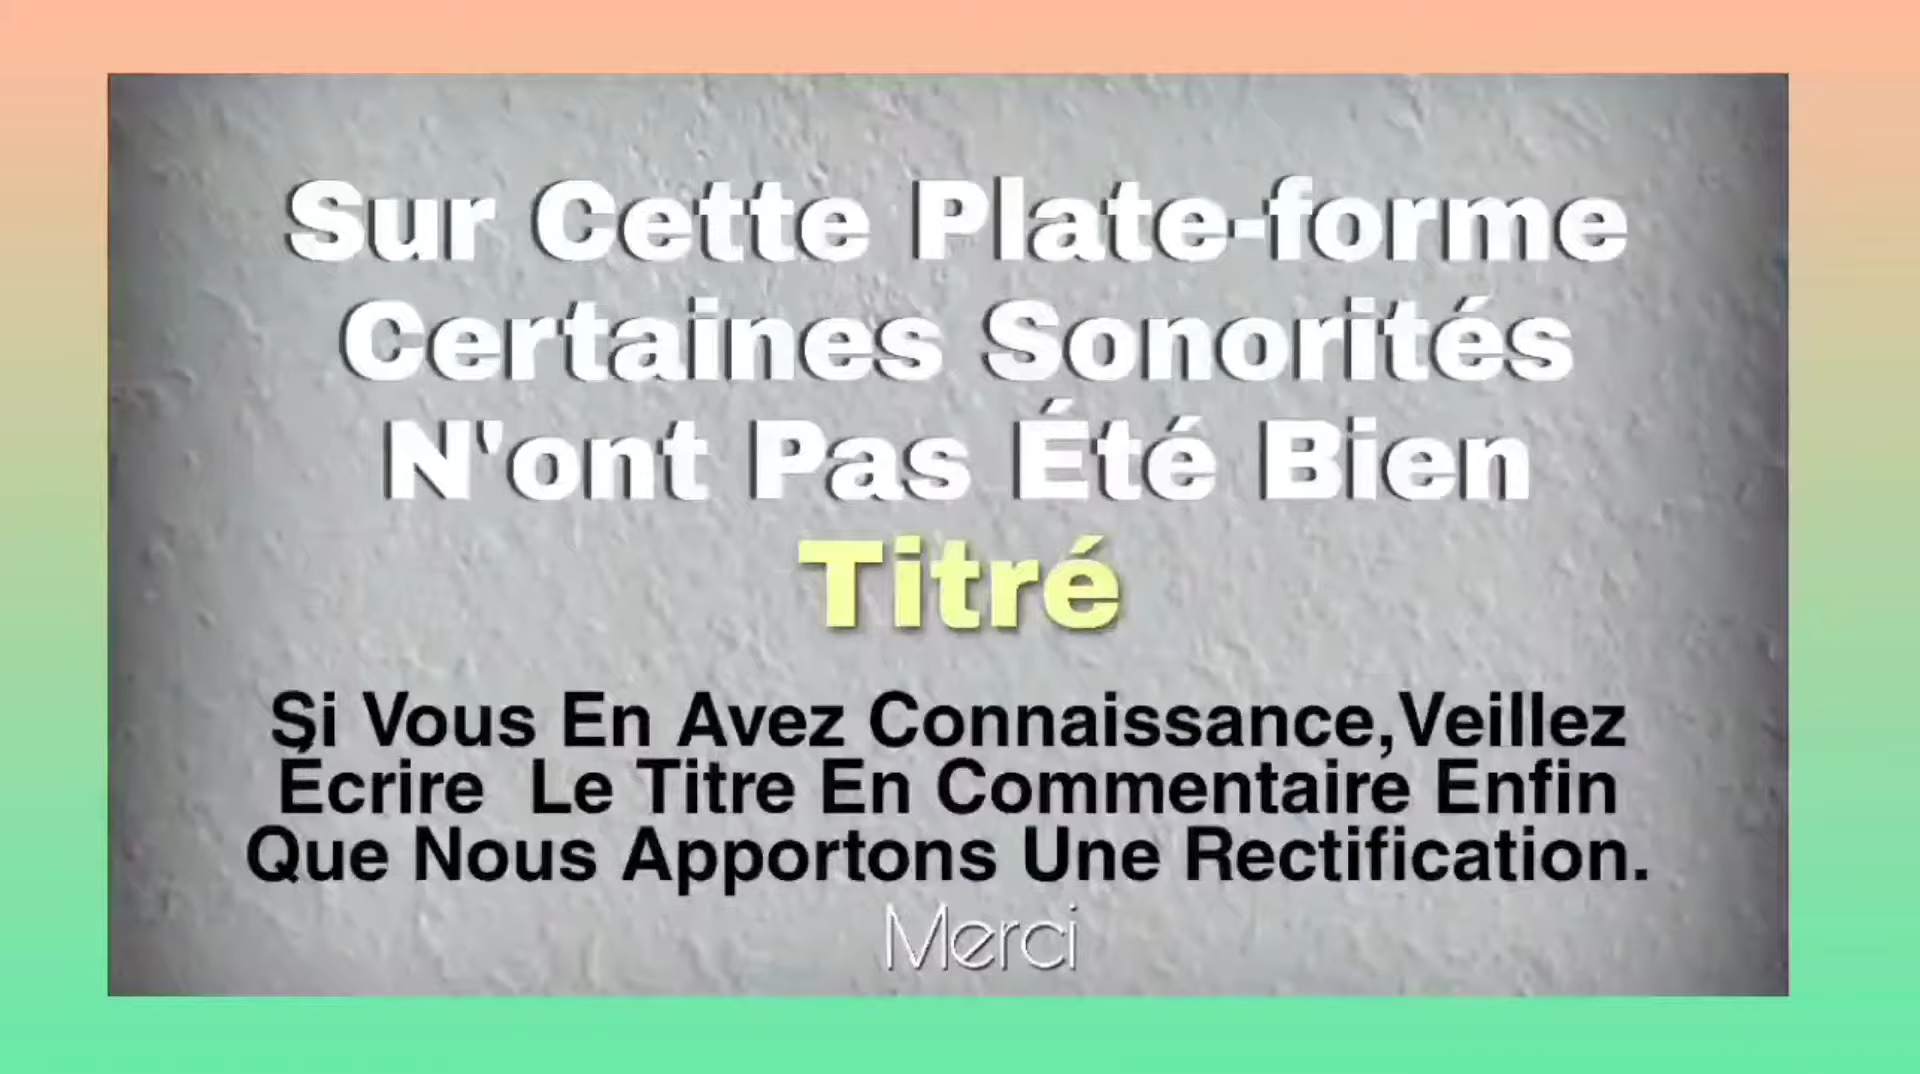 Sur Cette Plate-forme
Certaines Sonorités
N'ont Pas Été Bien
Titré
Si Vous En Avez Connaissance,Veillez
Écrire Le Titre En Commentaire Enfin
Que Nous Apportons Une Rectification.
Merci